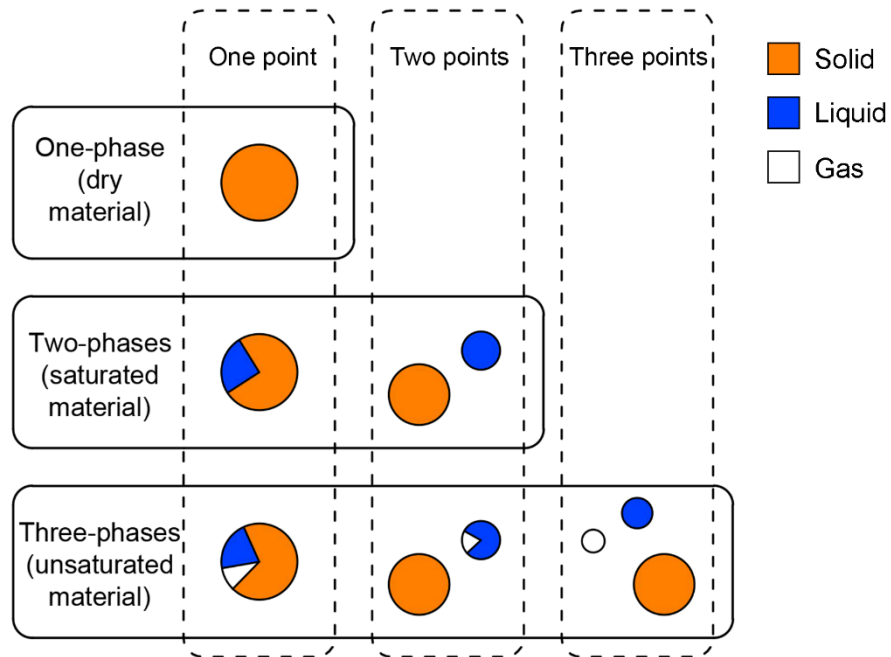 One point
Two points
Three points
Solid
Liquid
Gas
One-phase
(dry
material)
Two-phases
(saturated
material)
Three-phases
(unsaturated
material)